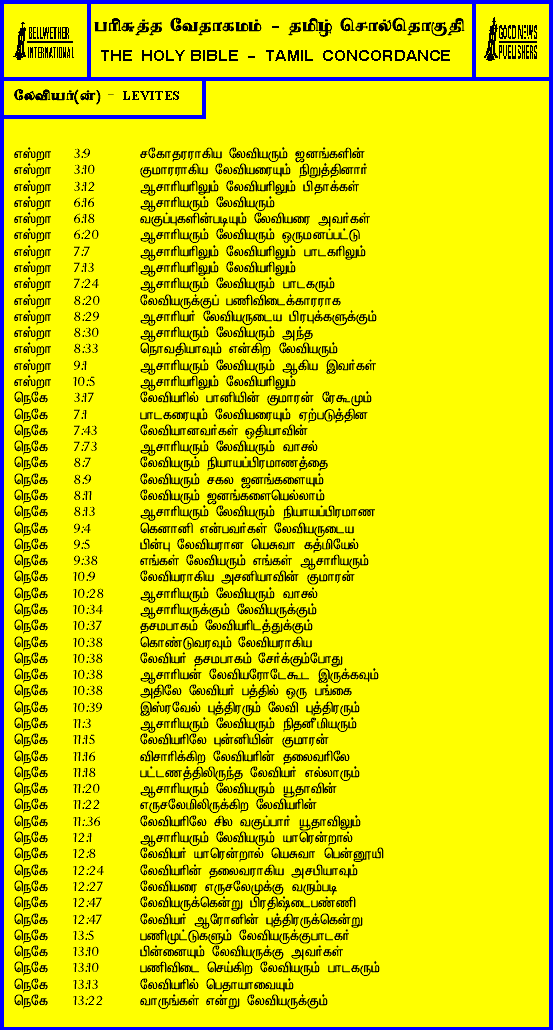 BELLWETHER
INTERNATIONAL
பரிசுத்த வேதாகமம் - தமிழ் சொல்தொகுதி
THE HOLY BIBLE - TAMIL CONCORDANCE
GOOD NEWS
PUBLISHERS
லேவியர்(ன்) - LEVITES
எஸ்றா 3:9 சகோதரராகிய லேவியரும் ஜனங்களின்
எஸ்றா 3:10 குமாரராகிய லேவியரையும் நிறுத்தினார்
எஸ்றா 3:12 ஆசாரியரிலும் லேவியரிலும் பிதாக்கள்
எஸ்றா 6:16 ஆசாரியரும் லேவியரும்
எஸ்றா 6:18 வகுப்புகளின்படியும் லேவியரை அவர்கள்
எஸ்றா 6:20 ஆசாரியரும் லேவியரும் ஒருமனப்பட்டு
எஸ்றா 7:7 ஆசாரியரிலும் லேவியரிலும் பாடகரிலும்
எஸ்றா 7:13 ஆசாரியரிலும் லேவியரிலும்
எஸ்றா 7:24 ஆசாரியரும் லேவியரும் பாடகரும்
எஸ்றா 8:20 லேவியருக்குப் பணிவிடைக்காரராக
எஸ்றா 8:29 ஆசாரியர் லேவியருடைய பிரபுக்களுக்கும்
எஸ்றா 8:30 ஆசாரியரும் லேவியரும் அந்த
எஸ்றா 8:33 நொவதியாவும் என்கிற லேவியரும்
எஸ்றா 9:1 ஆசாரியரும் லேவியரும் ஆகிய இவர்கள்
எஸ்றா 10:5 ஆசாரியரிலும் லேவியரிலும்
நெகே 3:17 லேவியரில் பானியின் குமாரன் ரேகூமும்
நெகே 7:1 பாடகரையும் லேவியரையும் ஏற்படுத்தின
நெகே 7:43 லேவியானவர்கள் ஒதியாவின்
நெகே 7:73 ஆசாரியரும் லேவியரும் வாசல்
நெகே 8:7 லேவியரும் நியாயப்பிரமாணத்தை
நெகே 8:9 லேவியரும் சகல ஜனங்களையும்
நெகே 8:11 லேவியரும் ஜனங்களையெல்லாம்
நெகே 8:13 ஆசாரியரும் லேவியரும் நியாயப்பிரமாண
நெகே 9:4 கெனானி என்பவர்கள் லேவியருடைய
நெகே 9:5 பின்பு லேவியரான யெசுவா கத்மியேல்
நெகே 9:38 எங்கள் லேவியரும் எங்கள் ஆசாரியரும்
நெகே 10:9 லேவியராகிய அசனியாவின் குமாரன்
நெகே 10:28 ஆசாரியரும் லேவியரும் வாசல்
நெகே 10:34 ஆசாரியருக்கும் லேவியருக்கும்
நெகே 10:37 தசமபாகம் லேவியரிடத்துக்கும்
நெகே 10:38 கொண்டுவரவும் லேவியராகிய
நெகே 10:38 லேவியர் தசமபாகம் சேர்க்கும்போது
நெகே 10:38 ஆசாரியன் லேவியரோடேகூட இருக்கவும்
நெகே 10:38 அதிலே லேவியர் பத்தில் ஒரு பங்கை
நெகே 10:39 இஸ்ரவேல் புத்திரரும் லேவி புத்திரரும்
நெகே 11:3 ஆசாரியரும் லேவியரும் நிதனீமியரும்
நெகே 11:15 லேவியரிலே புன்னியின் குமாரன்
நெகே 11:16 விசாரிக்கிற லேவியரின் தலைவரிலே
நெகே 11:18 பட்டணத்திலிருந்த லேவியர் எல்லாரும்
நெகே 11:20 ஆசாரியரும் லேவியரும் யூதாவின்
நெகே 11:22 எருசலேமிலிருக்கிற லேவியரின்
நெகே 11:36 லேவியரிலே சில வகுப்பார் யூதாவிலும்
நெகே 12:1 ஆசாரியரும் லேவியரும் யாரென்றால்
நெகே 12:8 லேவியர் யாரென்றால் யெசுவா பென்னூயி
நெகே 12:24 லேவியரின் தலைவராகிய அசபியாவும்
நெகே 12:27 லேவியரை எருசலேமுக்கு வரும்படி
நெகே 12:47 லேவியருக்கென்று பிரதிஷ்டைபண்ணி
நெகே 12:47 லேவியர் ஆரோனின் புத்திரருக்கென்று
நெகே 13:5 பணிமுட்டுகளும் லேவியருக்குபாடகர்
நெகே 13:10 பின்னையும் லேவியருக்கு அவர்கள்
நெகே 13:10 பணிவிடை செய்கிற லேவியரும் பாடகரும்
நெகே 13:13 லேவியரில் பெதாயாவையும்
நெகே 13:22 வாருங்கள் என்று லேவியருக்கும்